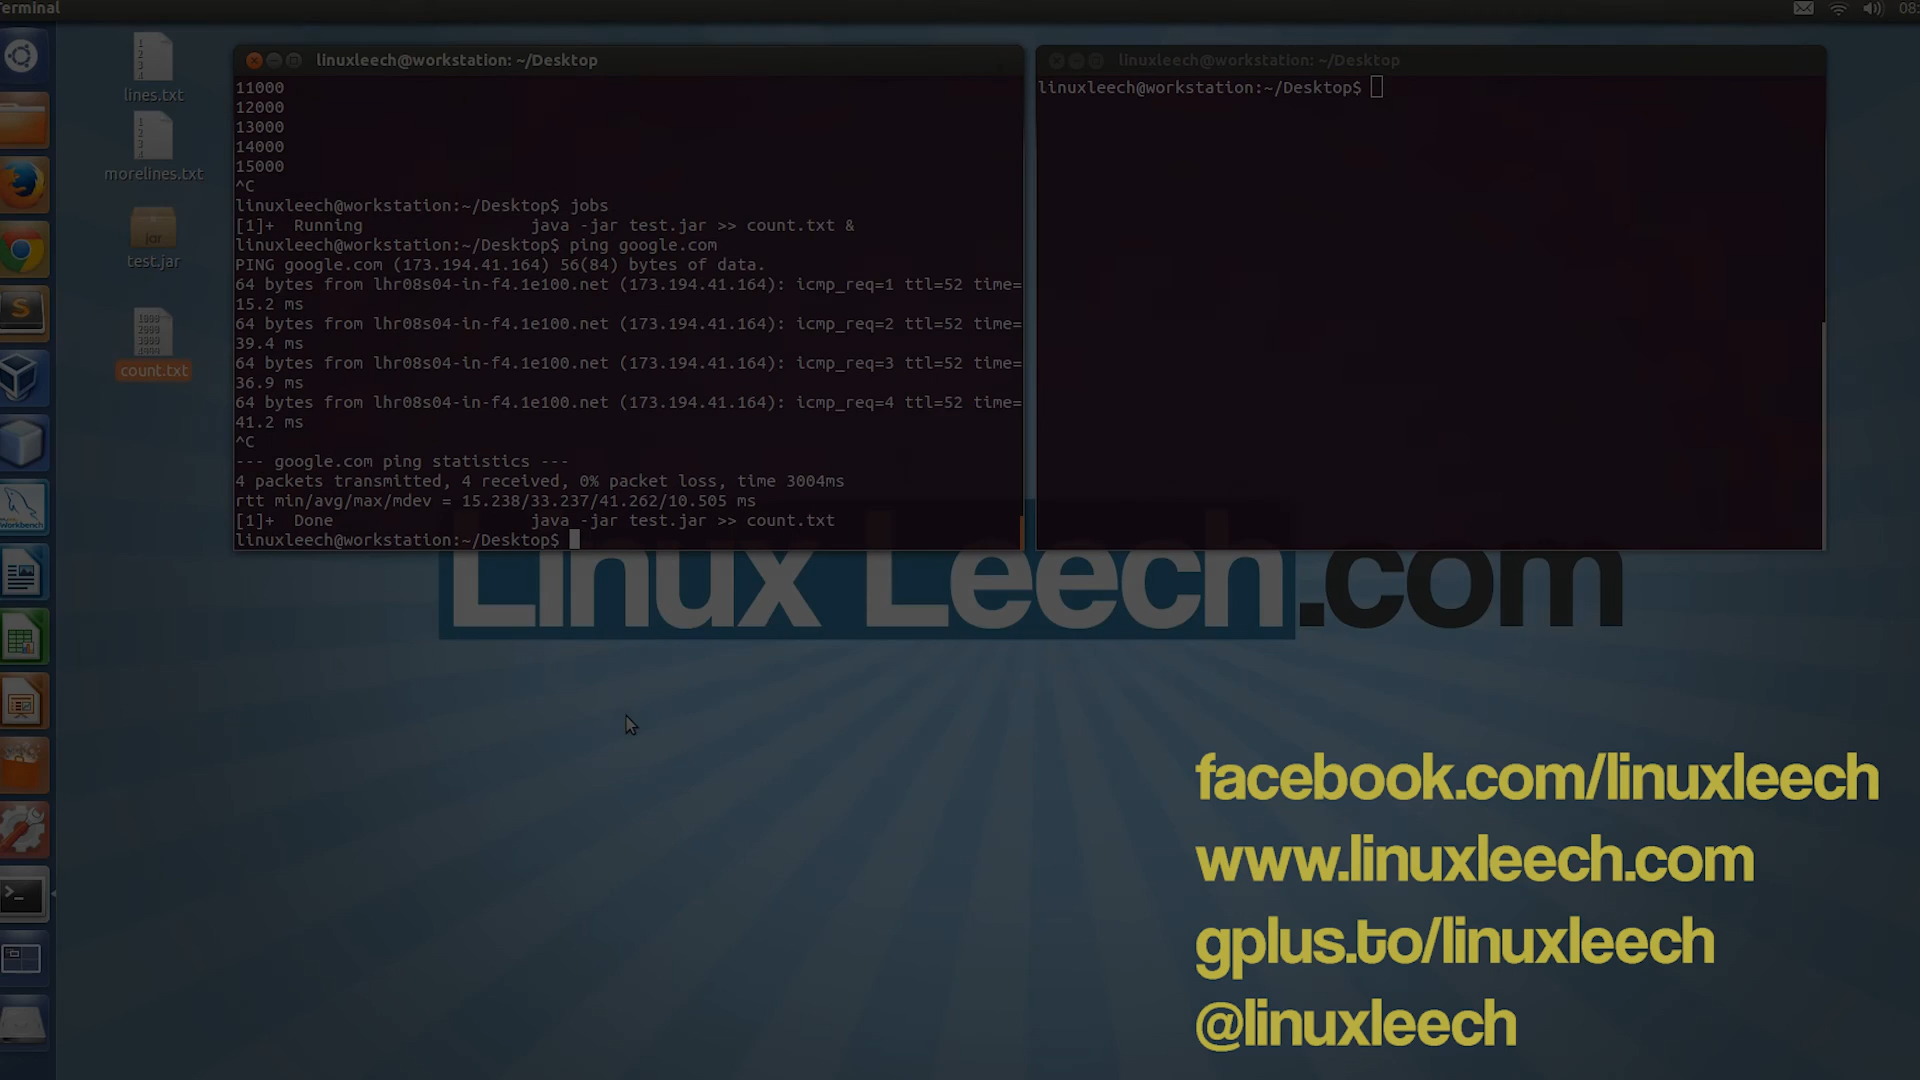 Terminal
08:
lines.txt
morelines.txt
jar
test.jar
1000
2000
3000
4000
count.txt
linuxleech@workstation: ~/Desktop
11000
12000
13000
14000
15000
^C
linuxleech@workstation:~/Desktop$ jobs
[1]+  Running                 java -jar test.jar >> count.txt &
linuxleech@workstation:~/Desktop$ ping google.com
PING google.com (173.194.41.164) 56(84) bytes of data.
64 bytes from lhr08s04-in-f4.1e100.net (173.194.41.164): icmp_req=1 ttl=52 time=
15.2 ms
64 bytes from lhr08s04-in-f4.1e100.net (173.194.41.164): icmp_req=2 ttl=52 time=
39.4 ms
64 bytes from lhr08s04-in-f4.1e100.net (173.194.41.164): icmp_req=3 ttl=52 time=
36.9 ms
64 bytes from lhr08s04-in-f4.1e100.net (173.194.41.164): icmp_req=4 ttl=52 time=
41.2 ms
^C
--- google.com ping statistics ---
4 packets transmitted, 4 received, 0% packet loss, time 3004ms
rtt min/avg/max/mdev = 15.238/33.237/41.262/10.505 ms
[1]+  Done                    java -jar test.jar >> count.txt
linuxleech@workstation:~/Desktop$
linuxleech@workstation: ~/Desktop
linuxleech@workstation:~/Desktop$
Linux Leech.com
Workbench
facebook.com/linuxleech
www.linuxleech.com
gplus.to/linuxleech
@linuxleech